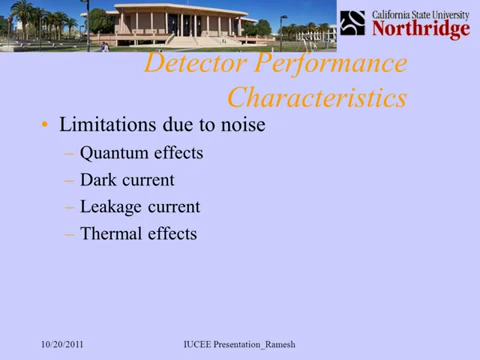 California State University
Northridge
Detector Performance
Characteristics
• Limitations due to noise
– Quantum effects
– Dark current
– Leakage current
– Thermal effects
10/20/2011
IUCEE Presentation_Ramesh